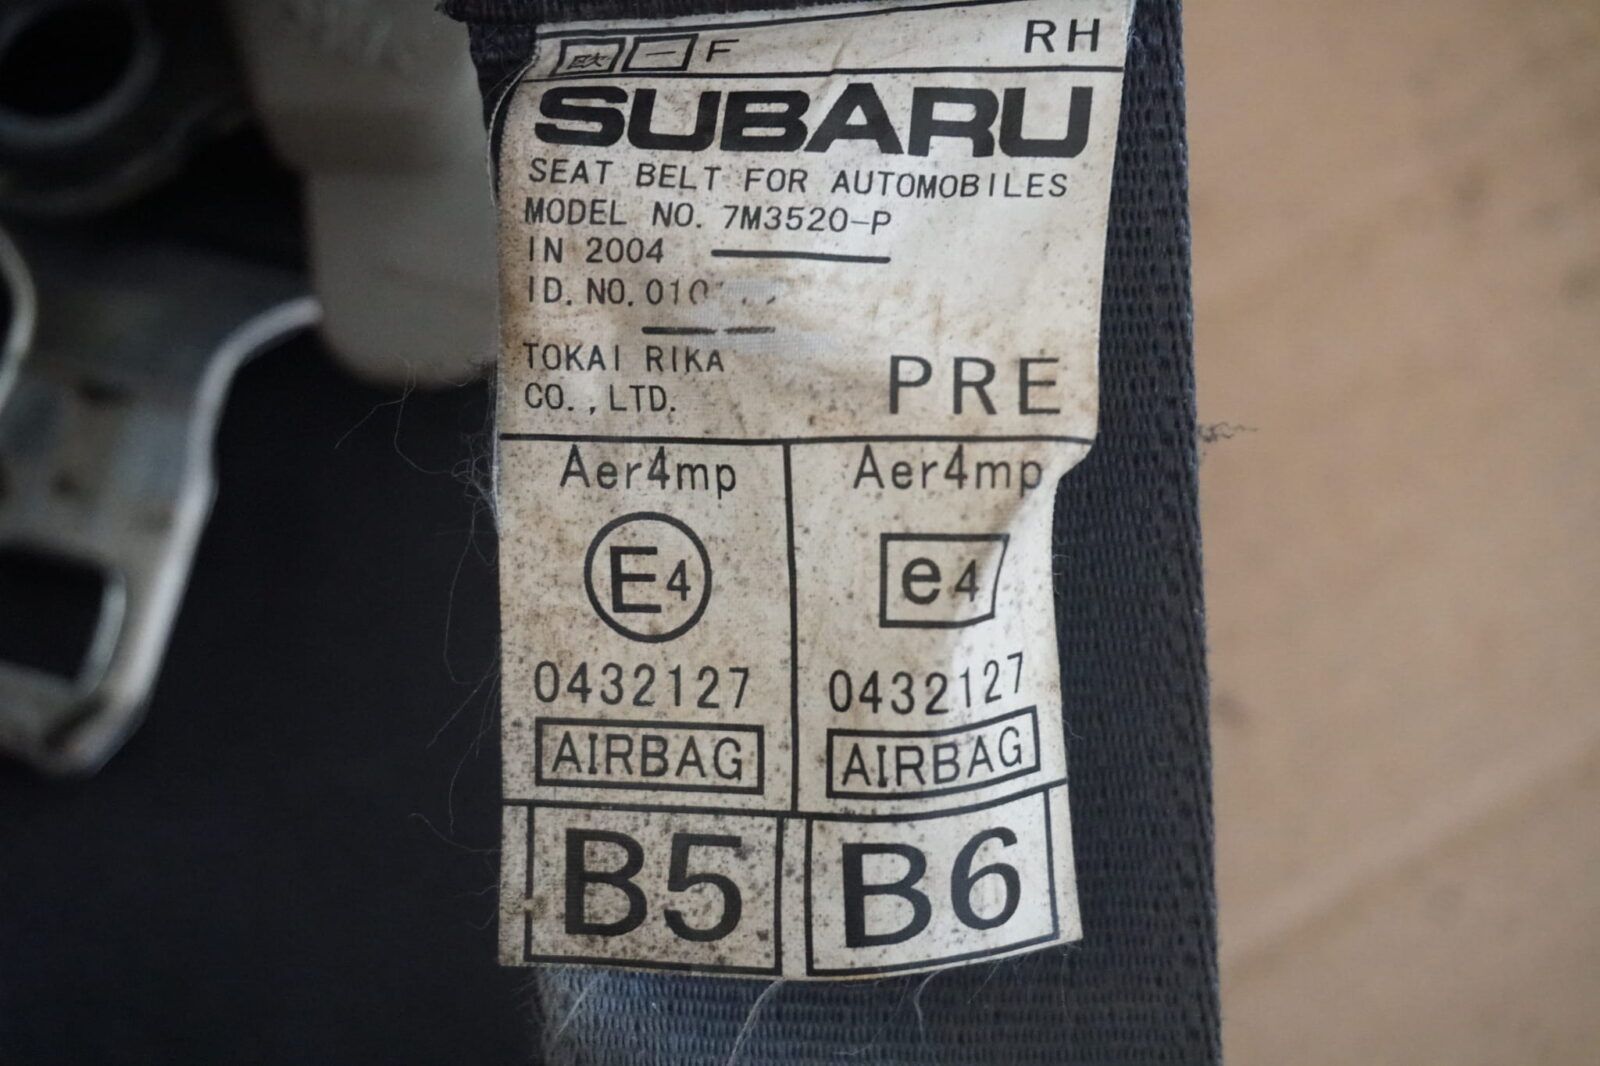 欧 一 F RH
SUBARU
SEAT BELT FOR AUTOMOBILES
MODEL NO. 7M3520-P
IN 2004
ID. NO. 010
TOKAI RIKA
CO., LTD.
PRE
Aer4mp Aer4mp
E4 e4
0432127 0432127
AIRBAG AIRBAG
B5 B6